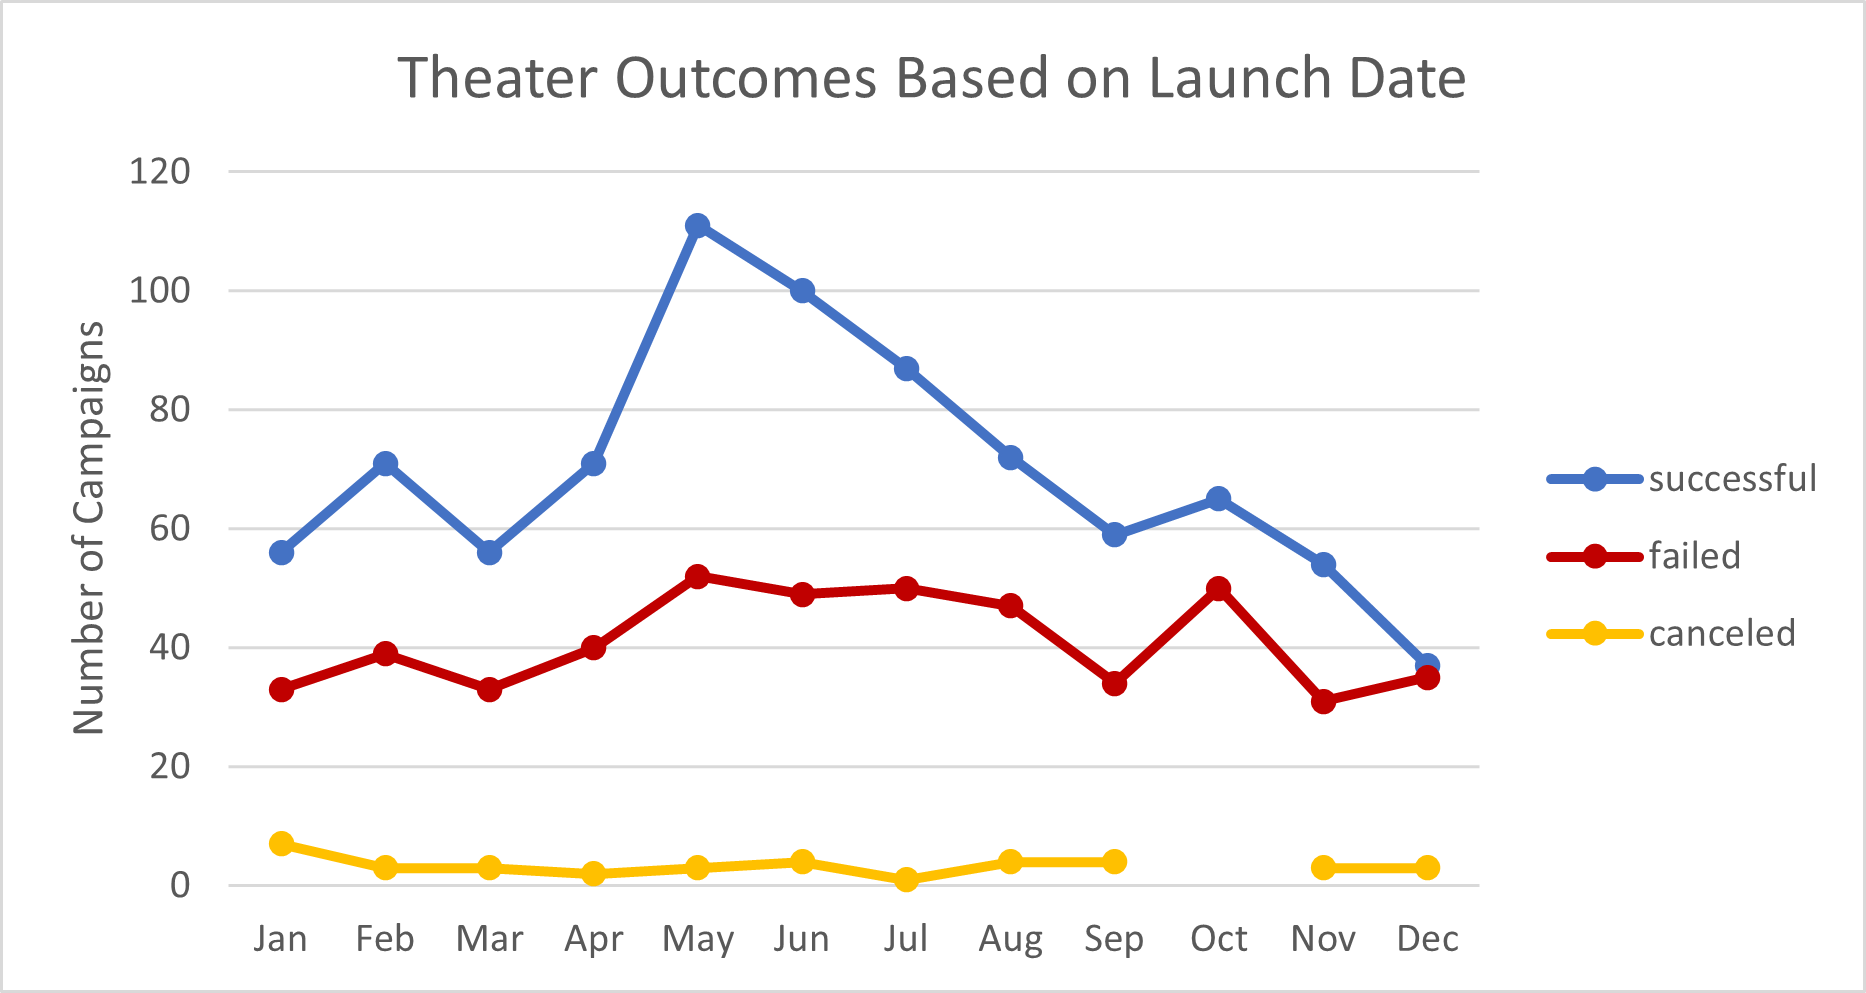 Theater Outcomes Based on Launch Date
Number of Campaigns
120
100
80
60
40
20
0
Jan Feb Mar Apr May Jun Jul Aug Sep Oct Nov Dec
successful
failed
canceled